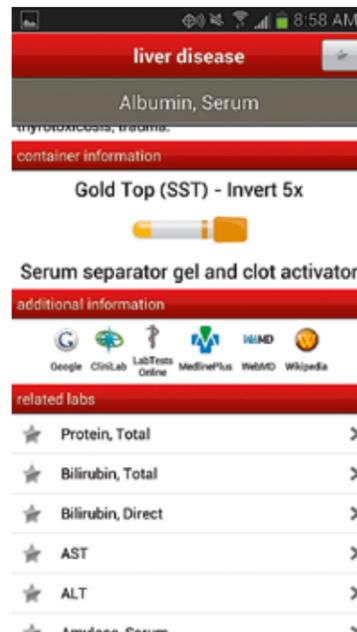 8:58 AM
liver disease
Albumin, Serum
thyrotoxicosis, trauma.
container information
Gold Top (SST) - Invert 5x
Serum separator gel and clot activator
additional information
G
W
Google CliniLab LabTests Online MedlinePlus WebMD Wikipedia
related labs
Protein, Total
Bilirubin, Total
Bilirubin, Direct
AST
ALT
Amylase, Serum